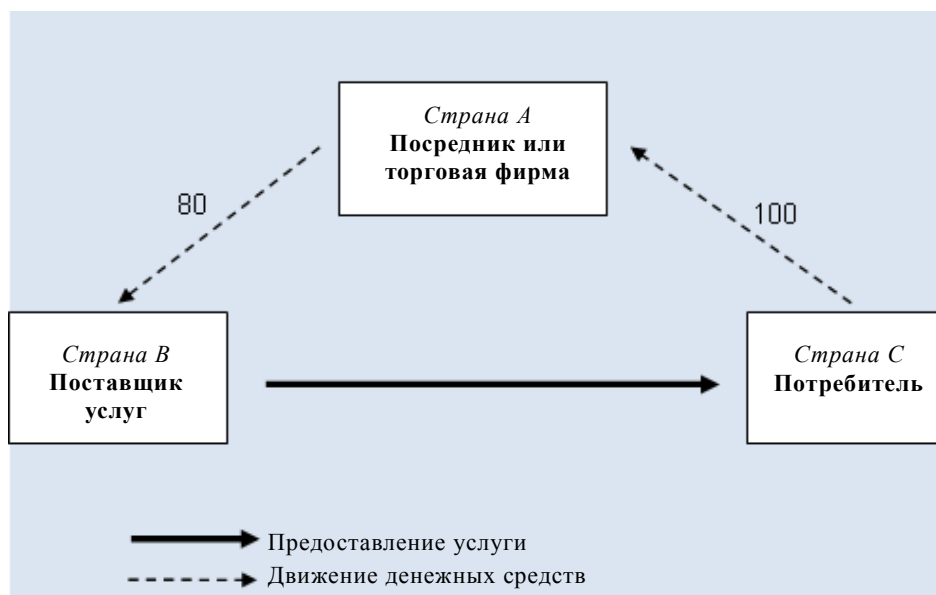 Страна А
Посредник или
торговая фирма
80
100
Страна В
Поставщик
услуг
Страна С
Потребитель
Предоставление услуги
Движение денежных средств